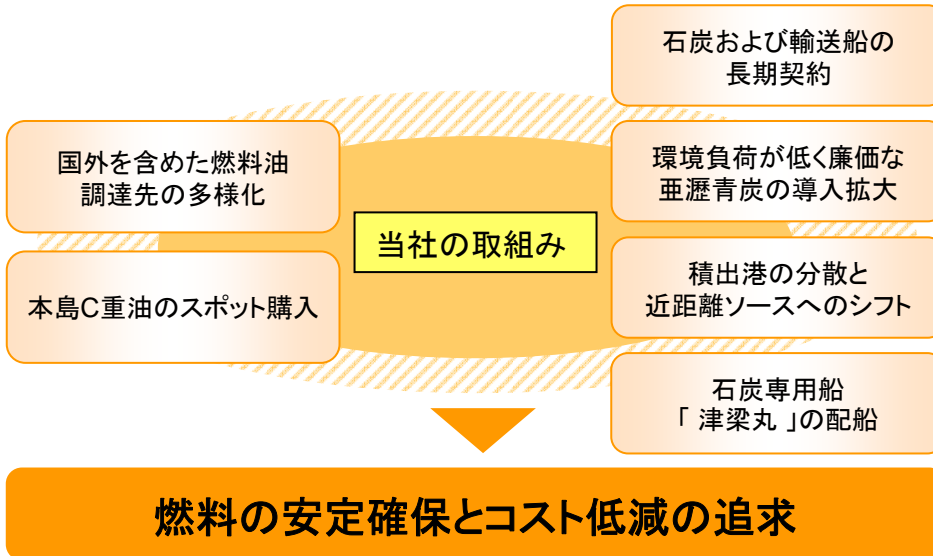 石炭および輸送船の
長期契約
国外を含めた燃料油
調達先の多様化
環境負荷が低く廉価な
亜瀝青炭の導入拡大
当社の取組み
本島C重油のスポット購入
積出港の分散と
近距離ソースへのシフト
石炭専用船
「 津梁丸 」の配船
燃料の安定確保とコスト低減の追求